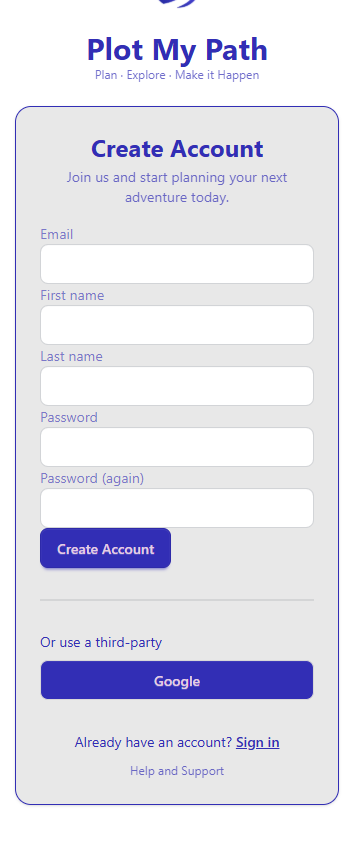 Plot My Path
Plan · Explore · Make it Happen
Create Account
Join us and start planning your next
adventure today.
Email
First name
Last name
Password
Password (again)
Create Account
Or use a third-party
Google
Already have an account? Sign in
Help and Support